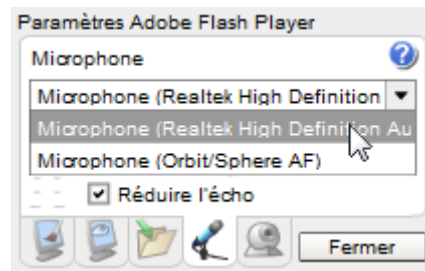 Paramètres Adobe Flash Player
Microphone
?
Microphone (Realtek High Definition
Microphone (Realtek High Definition Au
Microphone (Orbit/Sphere AF)
Réduire l'écho
Fermer